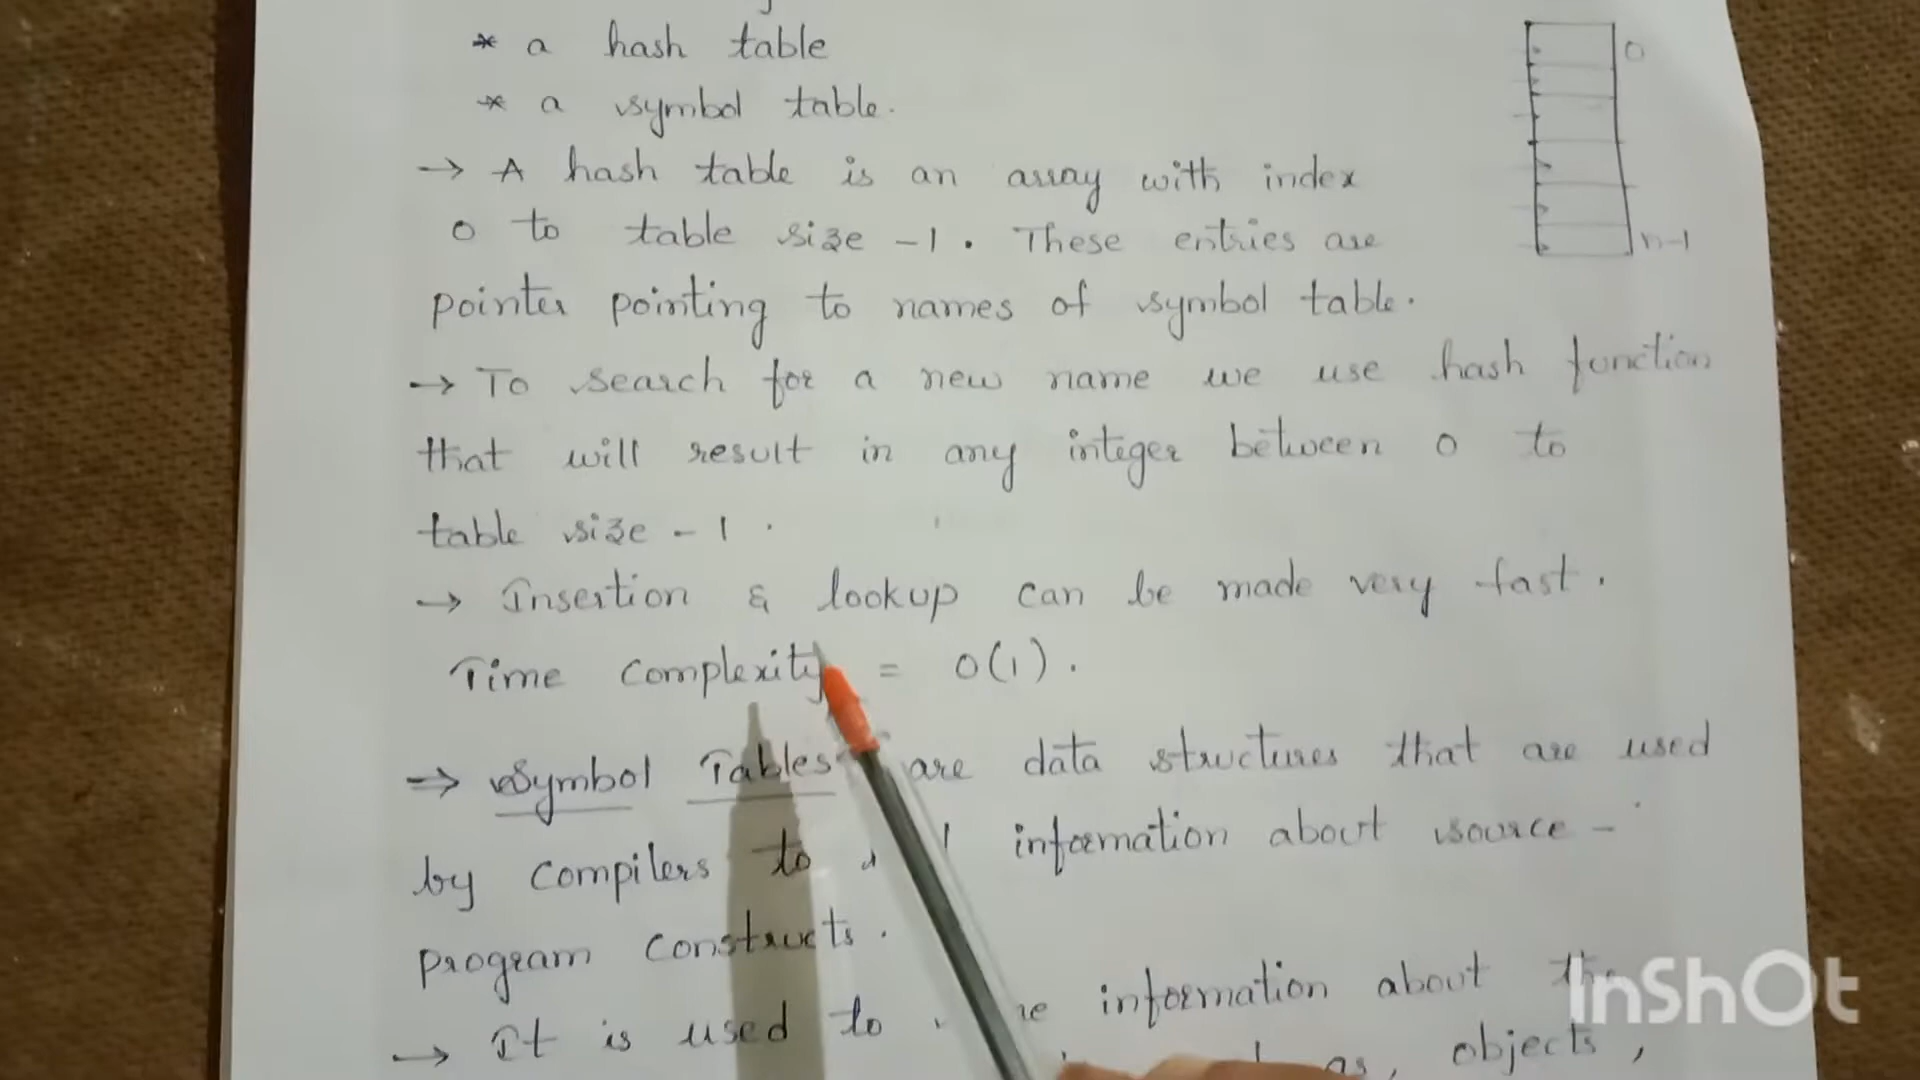 * a hash table
* a symbol table.
0
→ A hash table is an array with index
0 to table size -1. These entries are
n-1
pointer pointing to names of symbol table.
→ To search for a new name we use hash function
that will result in any integer between 0 to
table size - 1.
→ Insertion & lookup can be made very fast.
Time Complexity = O(1).
⇒ Symbol Tables are data structures that are used
by compilers to information about source -
program constructs.
→ It is used to information about the
as, objects,
InShOt